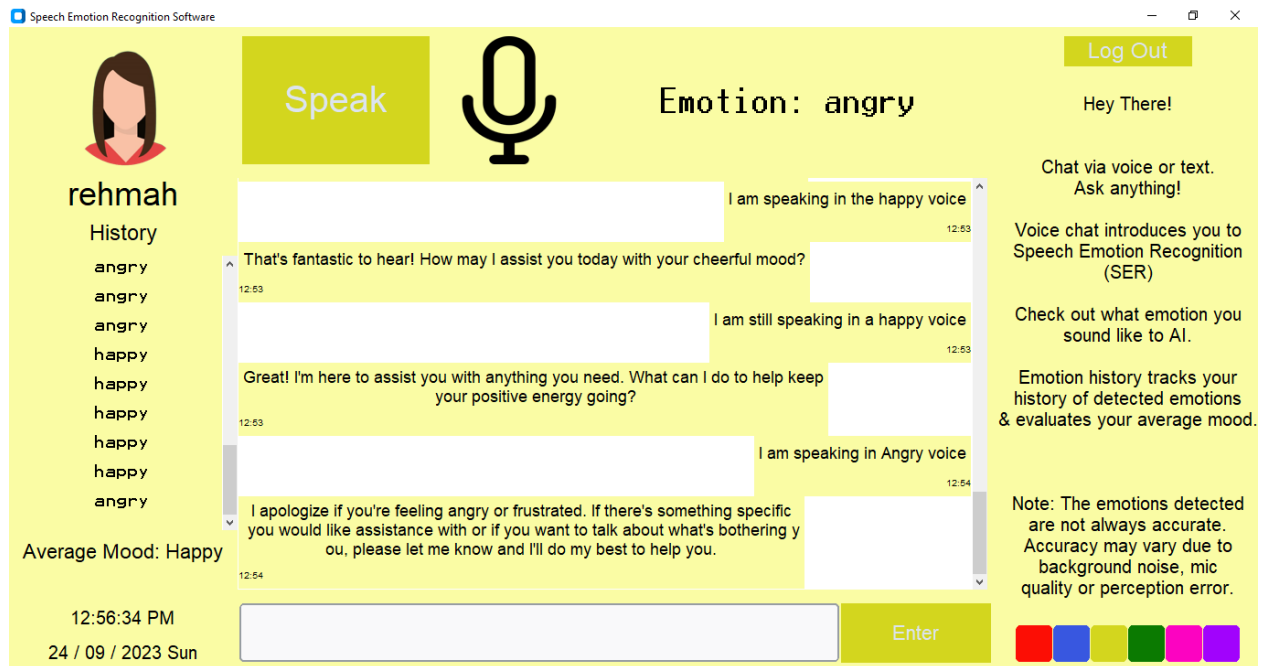 Speech Emotion Recognition Software
Speak
Emotion: angry
Log Out
rehmah
History
angry
angry
angry
happy
happy
happy
happy
happy
angry
Average Mood: Happy
12:56:34 PM
24 / 09 / 2023 Sun
I am speaking in the happy voice
12:53
That's fantastic to hear! How may I assist you today with your cheerful mood?
12:53
I am still speaking in a happy voice
12:53
Great! I'm here to assist you with anything you need. What can I do to help keep
your positive energy going?
12:53
I am speaking in Angry voice
12:54
I apologize if you're feeling angry or frustrated. If there's something specific
you would like assistance with or if you want to talk about what's bothering y
ou, please let me know and I'll do my best to help you.
12:54
Enter
Hey There!
Chat via voice or text.
Ask anything!
Voice chat introduces you to
Speech Emotion Recognition
(SER)
Check out what emotion you
sound like to AI.
Emotion history tracks your
history of detected emotions
& evaluates your average mood.
Note: The emotions detected
are not always accurate.
Accuracy may vary due to
background noise, mic
quality or perception error.